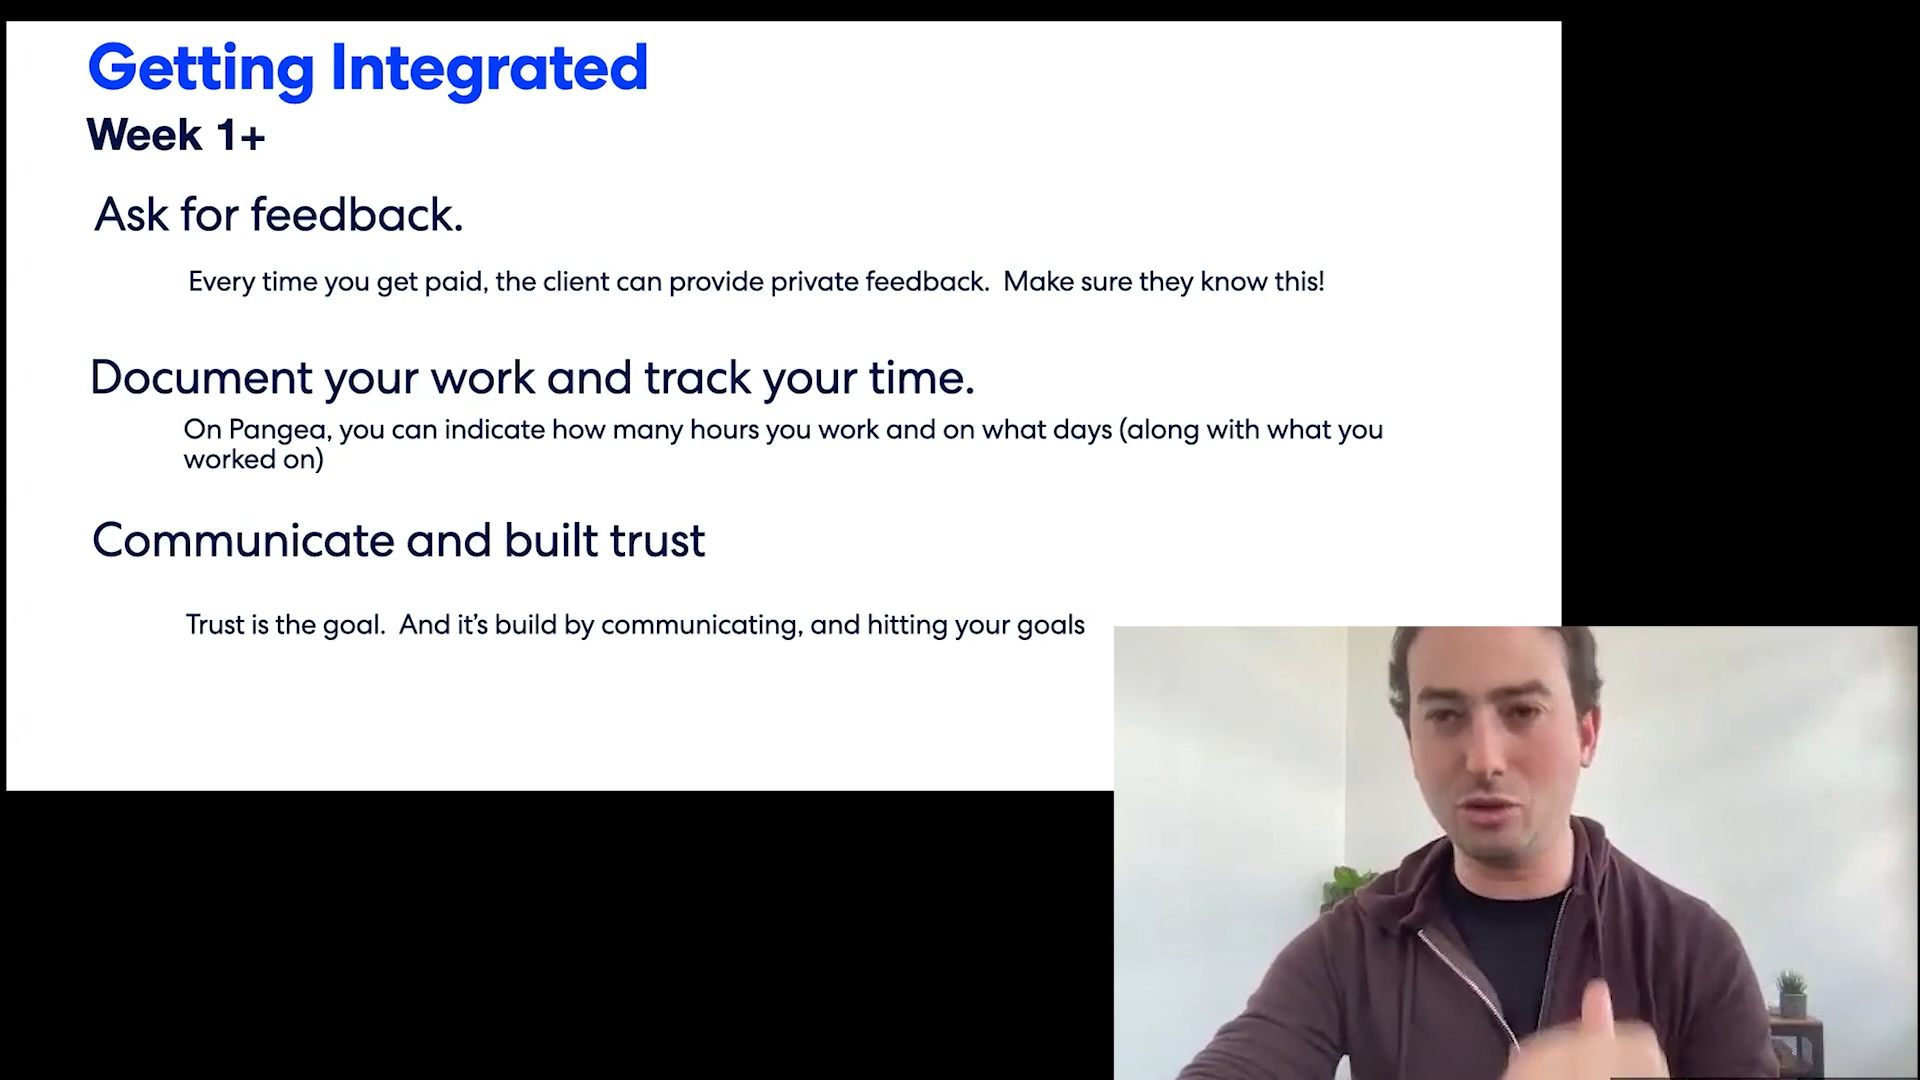 Getting Integrated
Week 1+
Ask for feedback.
Every time you get paid, the client can provide private feedback.  Make sure they know this!
Document your work and track your time.
On Pangea, you can indicate how many hours you work and on what days (along with what you
worked on)
Communicate and built trust
Trust is the goal.  And it's build by communicating, and hitting your goals